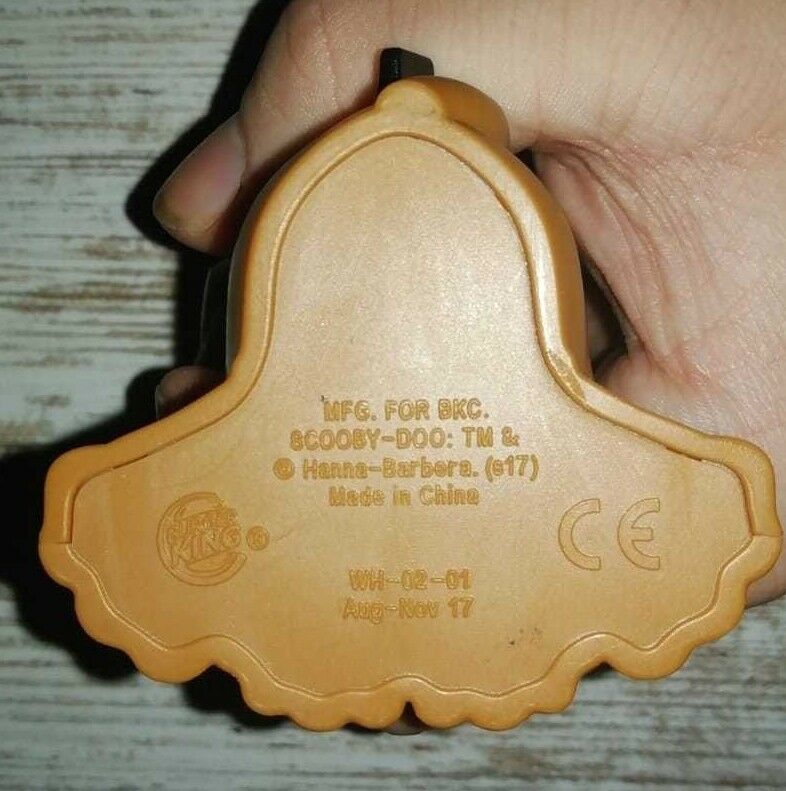 MFG. FOR BKC.
SCOOBY-DOO: TM &
© Hanna-Barbera. (s17)
Made in China
BURGER
KING®
CE
WH-02-01
Aug-Nov 17